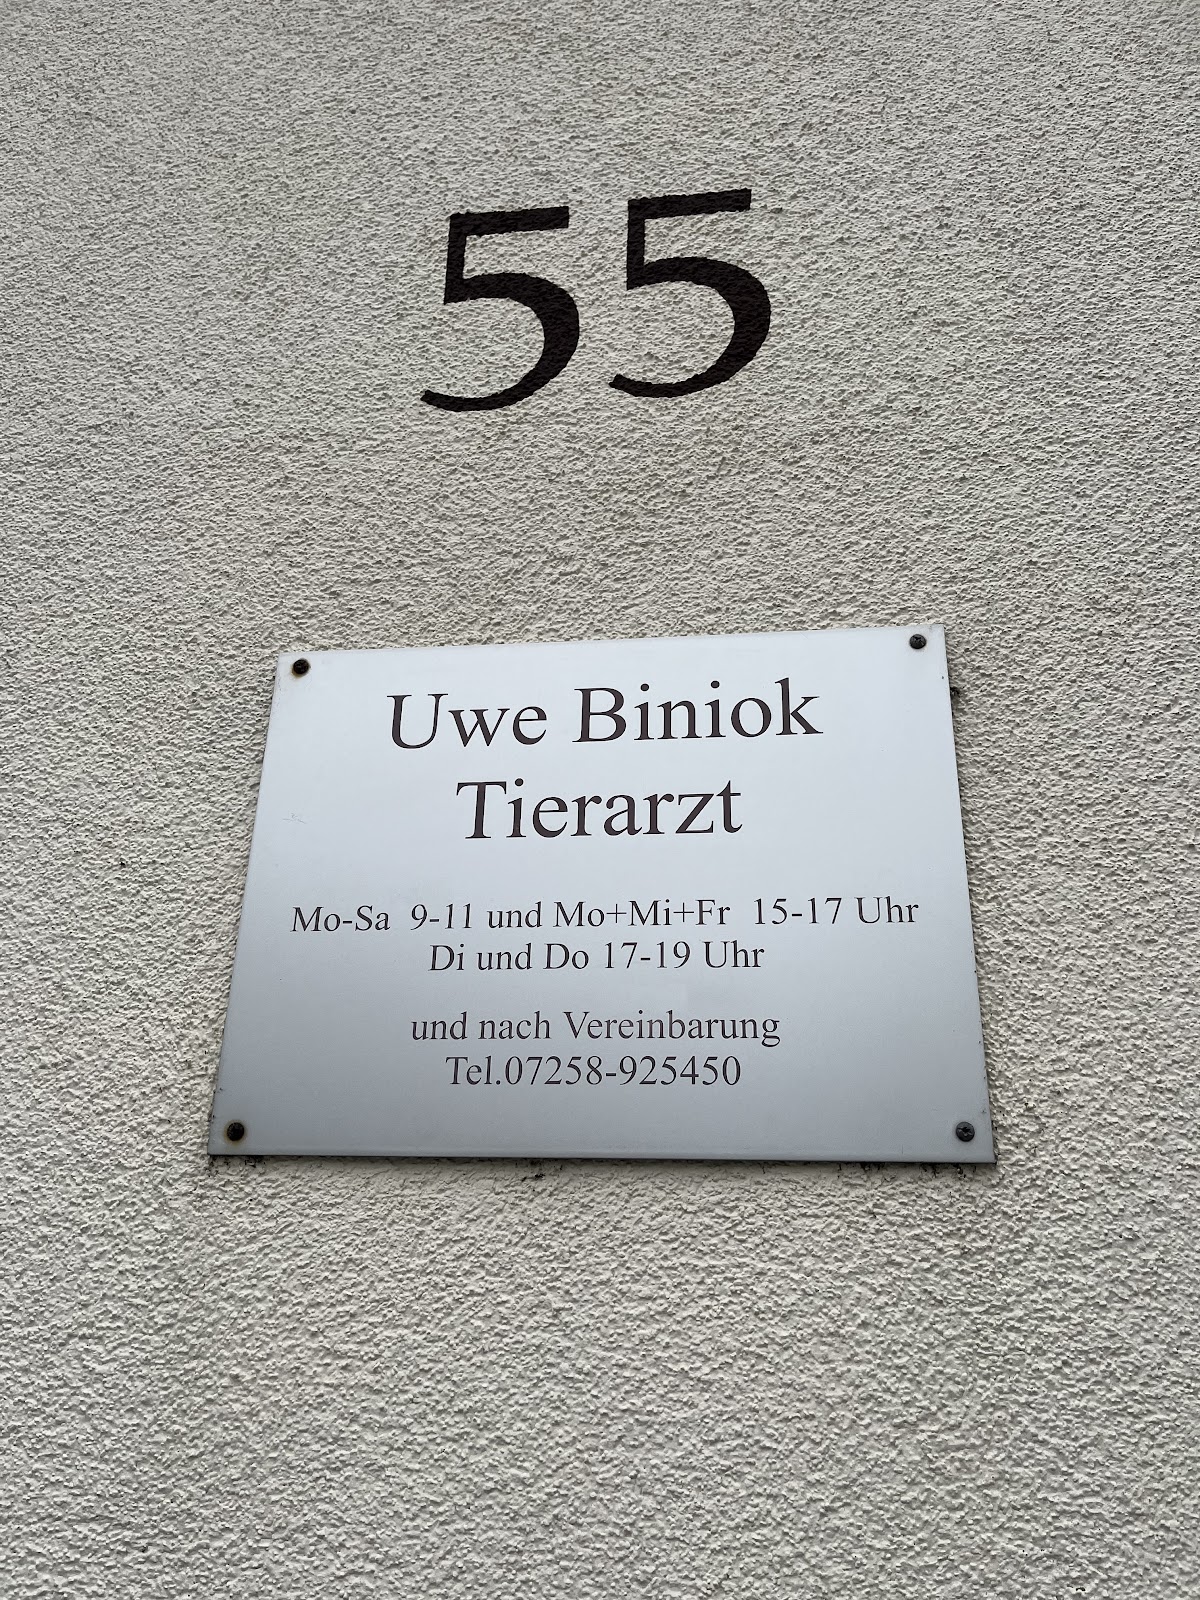 55
Uwe Biniok
Tierarzt
Mo-Sa 9-11 und Mo+Mi+Fr 15-17 Uhr
Di und Do 17-19 Uhr
und nach Vereinbarung
Tel.07258-925450